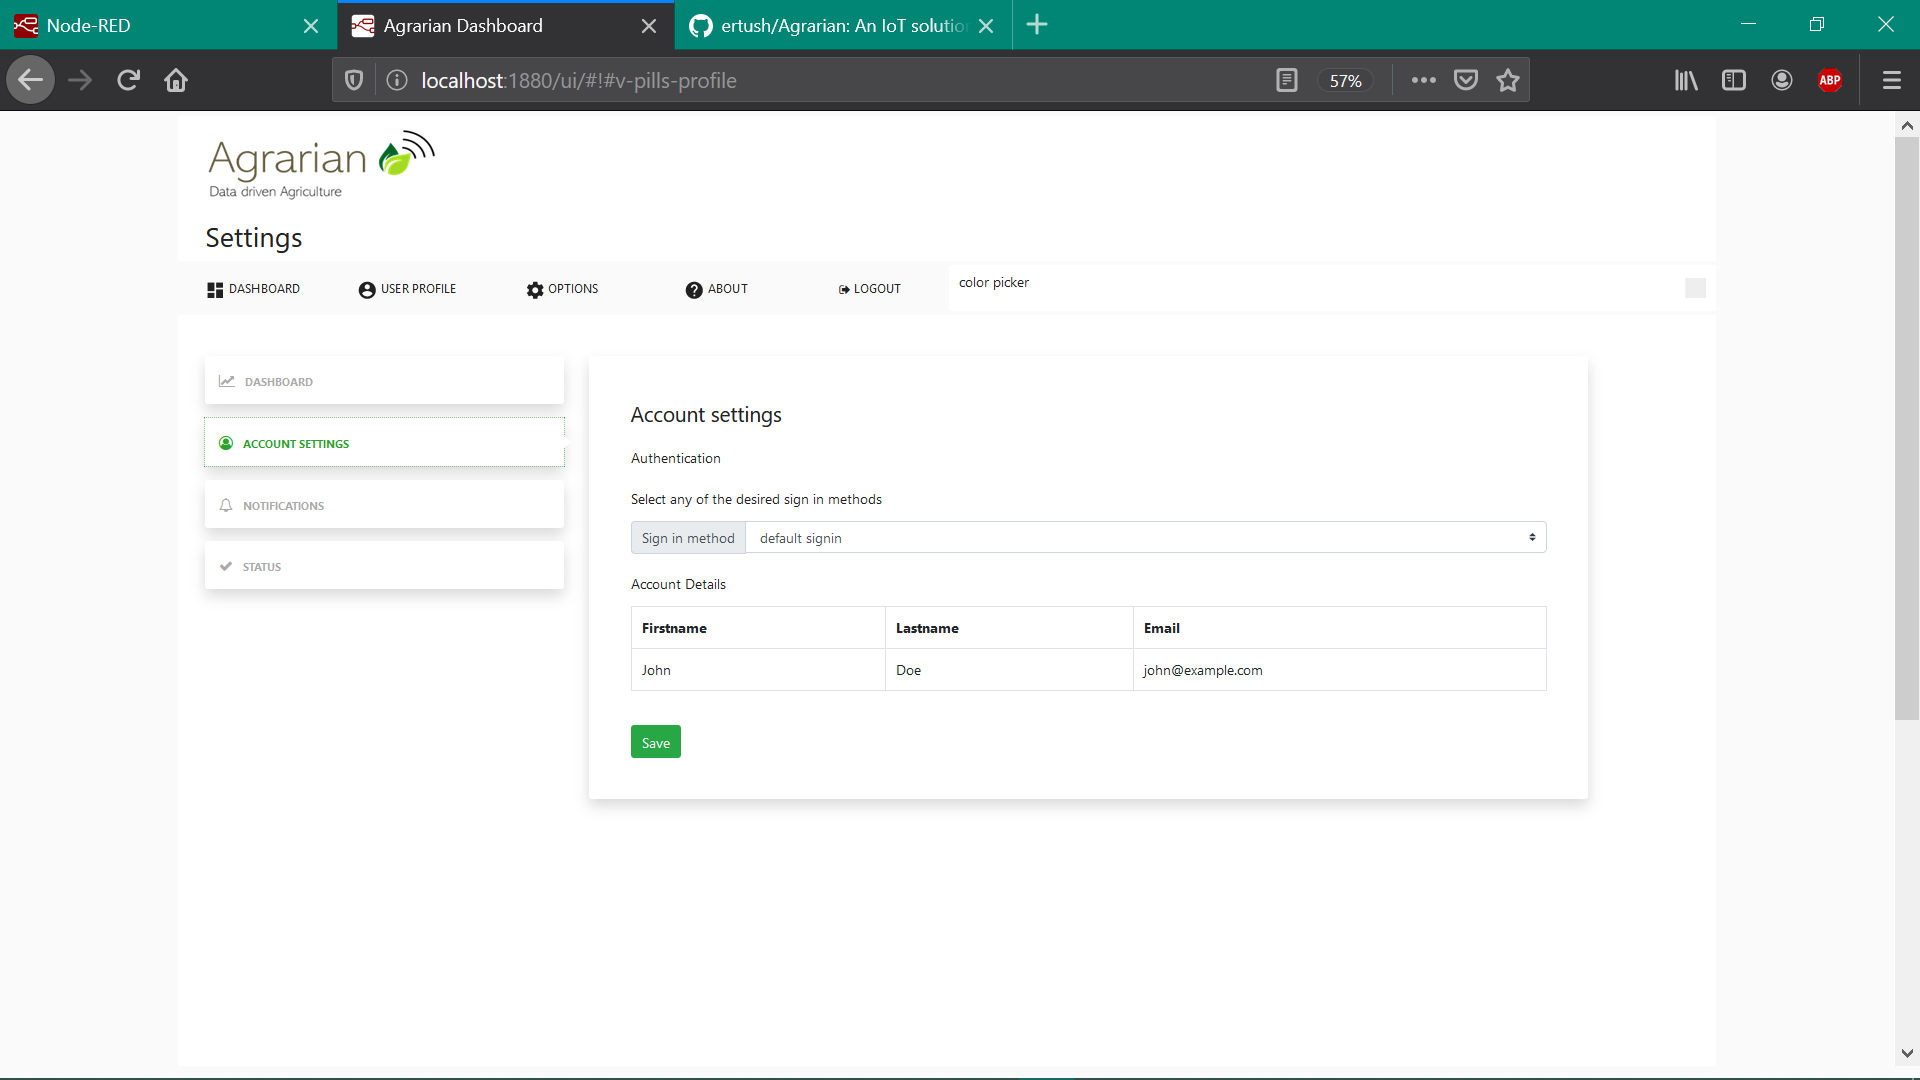 Node-RED
Agrarian Dashboard
ertush/Agrarian: An IoT solutio
localhost:1880/ui/#!#v-pills-profile
57%
ABP
Agrarian
Data driven Agriculture
Settings
DASHBOARD
USER PROFILE
OPTIONS
ABOUT
LOGOUT
color picker
DASHBOARD
ACCOUNT SETTINGS
NOTIFICATIONS
STATUS
Account settings
Authentication
Select any of the desired sign in methods
Sign in method default signin
Account Details
Firstname Lastname Email
John Doe john@example.com
Save